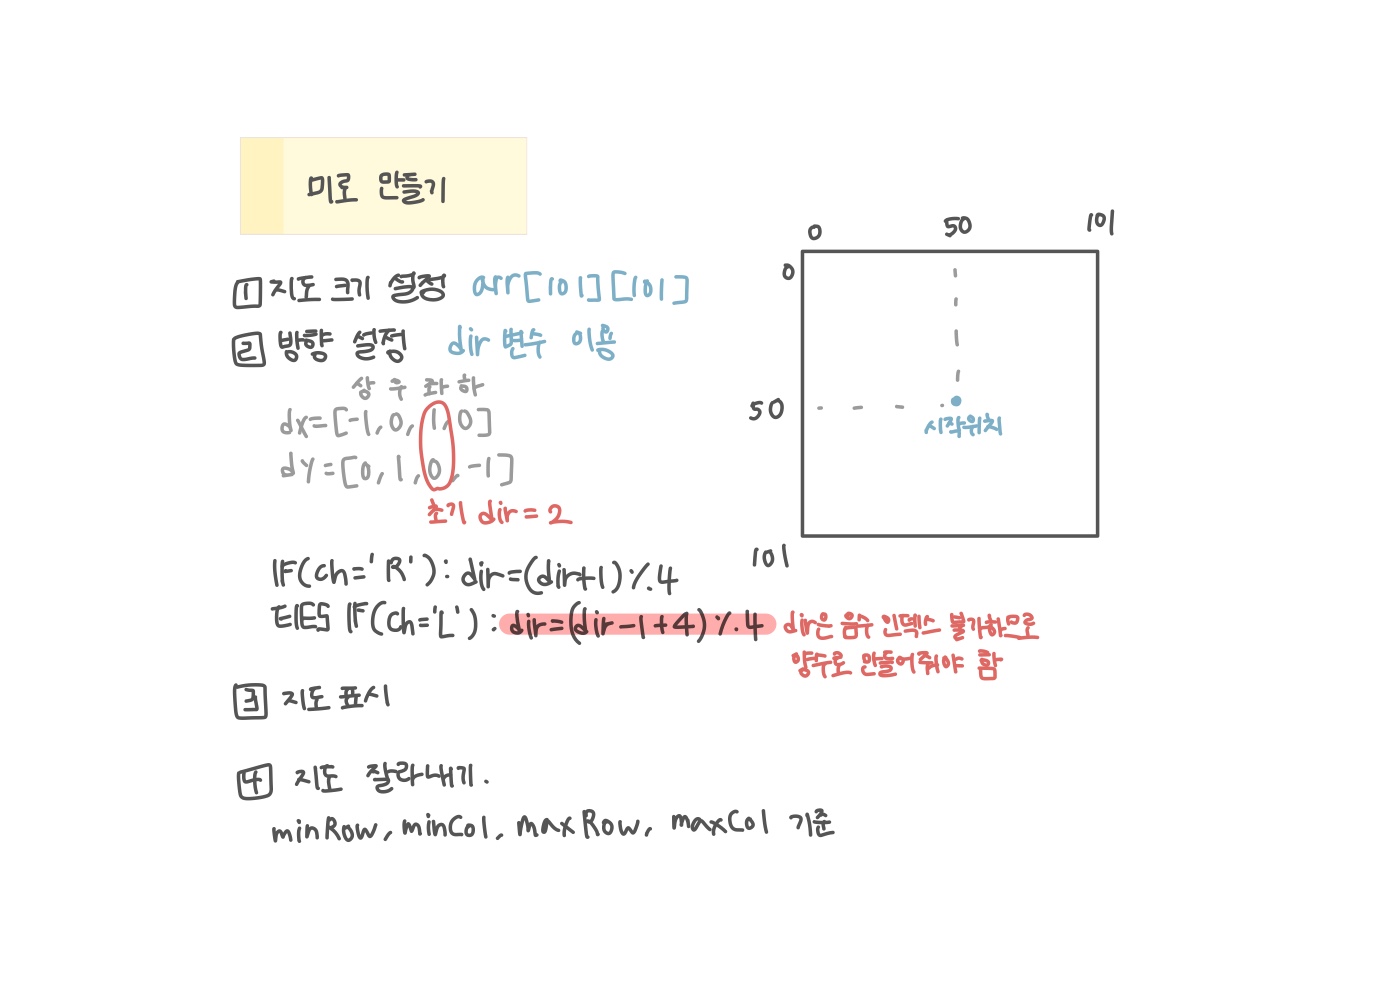 미로 만들기
1 지도 크기 설정 arr[101][101]
2 방향 설정 dir 변수 이용
상 우 좌 하
dx=[-1,0,1,0]
dy=[0,1,0,-1]
초기 dir=2
IF(ch='R'): dir=(dir+1)%4
ElES IF(ch='L'): dir=(dir-1+4)%4 dir은 음수 인덱스 불가하므로
양수로 만들어줘야 함
3 지도 표시
4 지도 잘라내기.
minRow, minCol, maxRow, maxCol 기준
0 50 101
0
50
시작위치
101